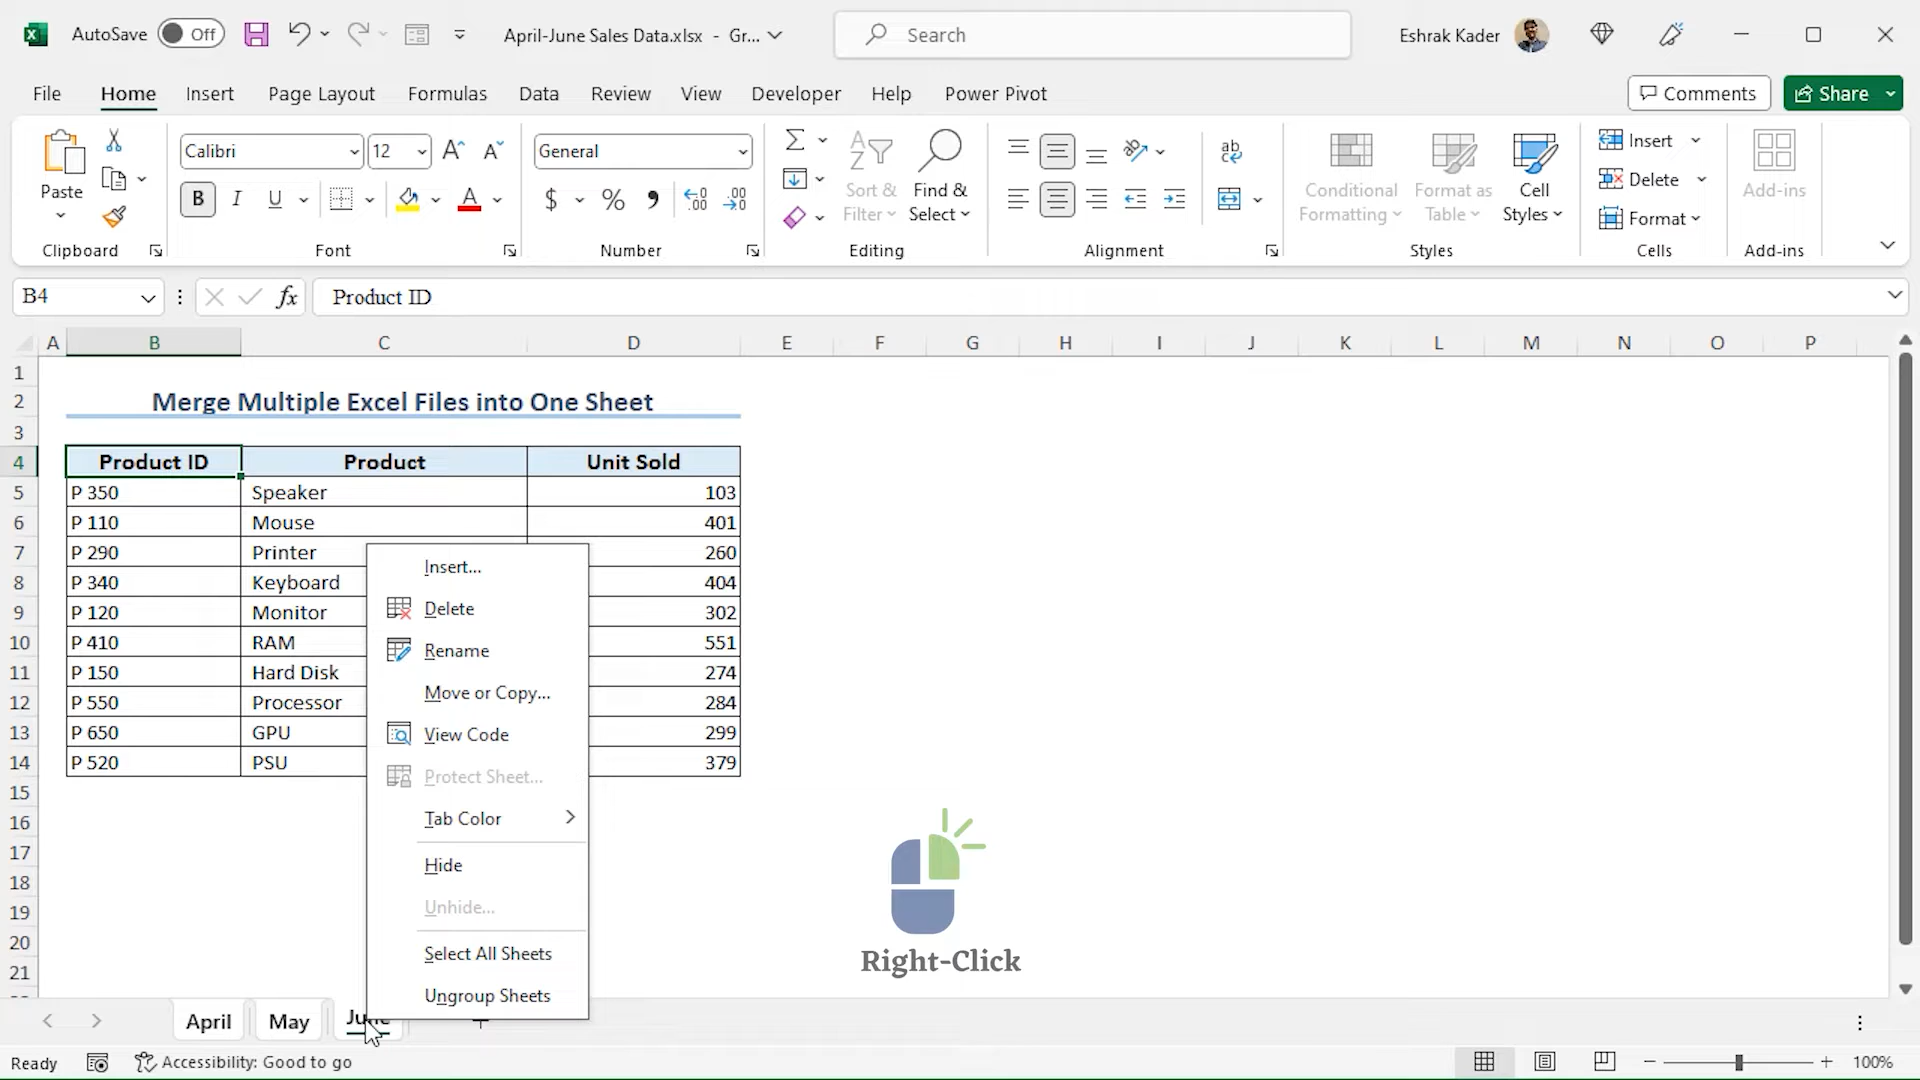 AutoSave Off April-June Sales Data.xlsx - Gr... Search Eshrak Kader
File Home Insert Page Layout Formulas Data Review View Developer Help Power Pivot Comments Share
Paste
Clipboard
Calibri 12
B I U A
Font
General
$ % , .00
Number
Sort & Filter
Find & Select
Editing
ab
Alignment
Conditional Formatting
Format as Table
Cell Styles
Styles
Insert
Delete
Format
Cells
Add-ins
Add-ins
B4 fx Product ID
A B C D E F G H I J K L M N O P
1
2 Merge Multiple Excel Files into One Sheet
3
4 Product ID Product Unit Sold
5 P 350 Speaker 103
6 P 110 Mouse 401
7 P 290 Printer 260
8 P 340 Keyboard 404
9 P 120 Monitor 302
10 P 410 RAM 551
11 P 150 Hard Disk 274
12 P 550 Processor 284
13 P 650 GPU 299
14 P 520 PSU 379
15
16
17
18
19
20
21
Insert...
Delete
Rename
Move or Copy...
View Code
Protect Sheet...
Tab Color
Hide
Unhide...
Select All Sheets
Ungroup Sheets
Right-Click
April May June
Ready Accessibility: Good to go 100%